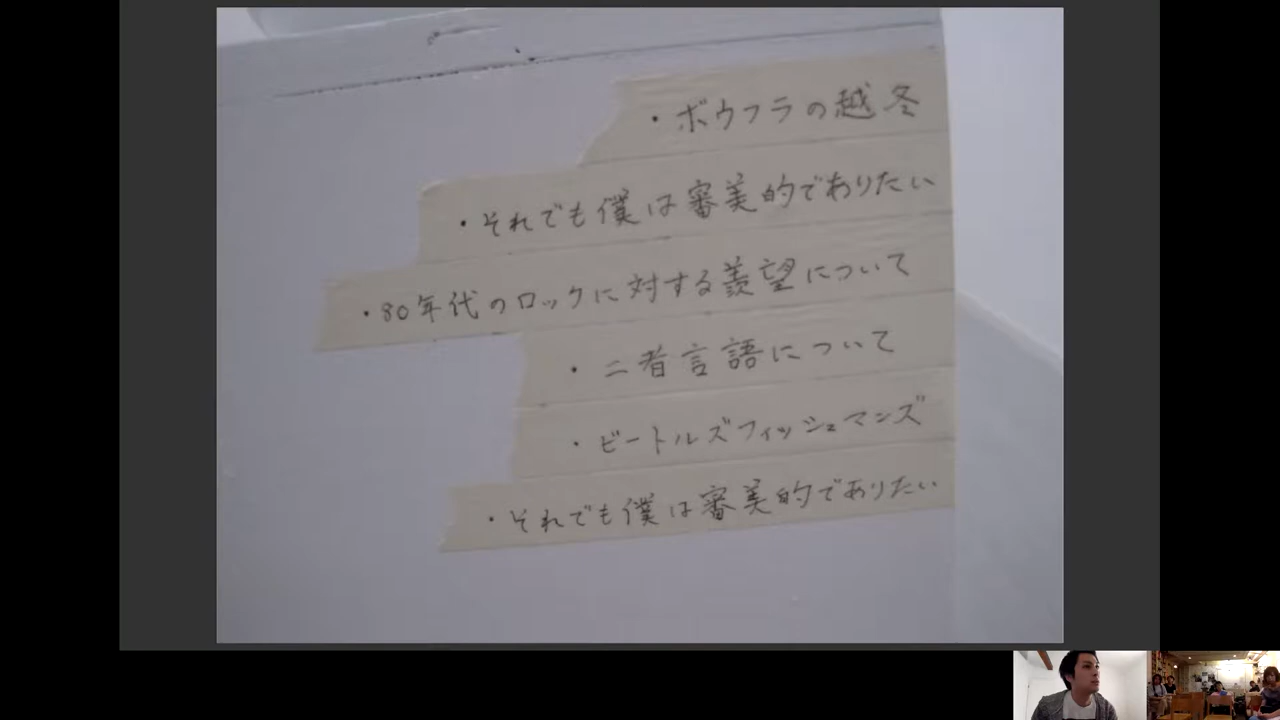 ・ボウフラの越冬
・それでも僕は審美的でありたい
・80年代のロックに対する羨望について
・二者言語について
・ビートルズフィッシュマンズ
・それでも僕は審美的でありたい